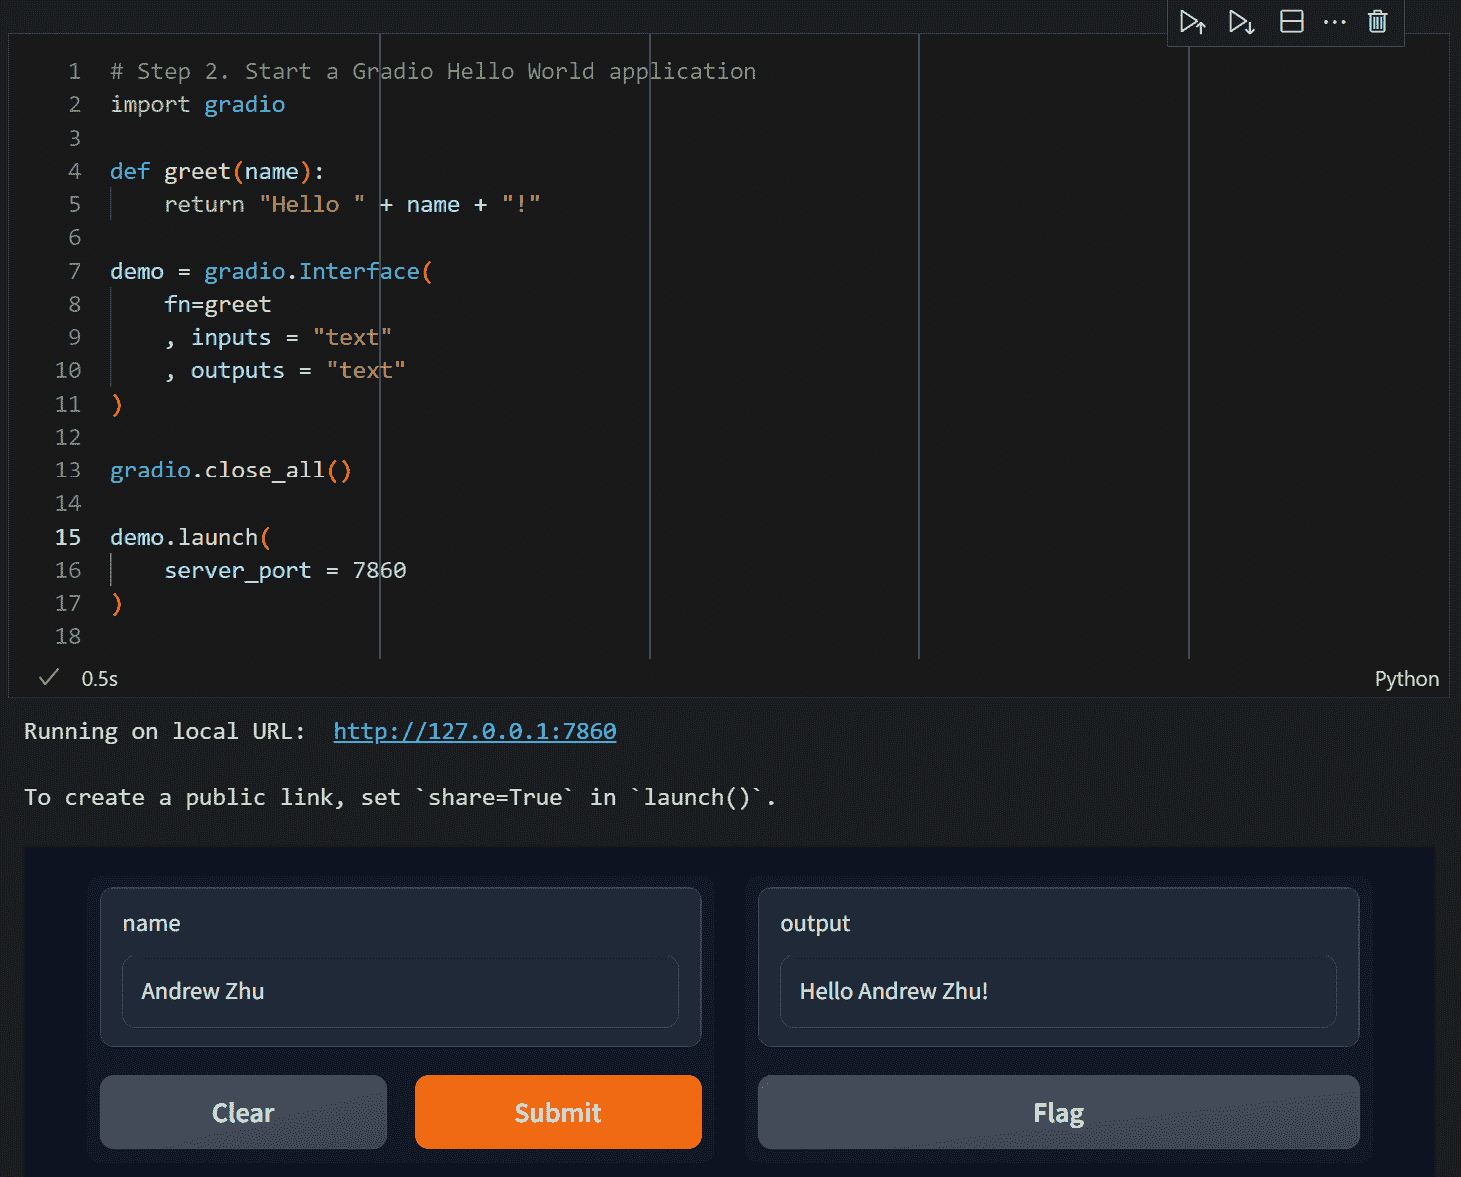 1 # Step 2. Start a Gradio Hello World application
2 import gradio
3
4 def greet(name):
5     return "Hello " + name + "!"
6
7 demo = gradio.Interface(
8     fn=greet
9     , inputs = "text"
10     , outputs = "text"
11 )
12
13 gradio.close_all()
14
15 demo.launch(
16     server_port = 7860
17 )
18
0.5s Python
Running on local URL:  http://127.0.0.1:7860
To create a public link, set `share=True` in `launch()`.
name output
Andrew Zhu Hello Andrew Zhu!
Clear Submit Flag